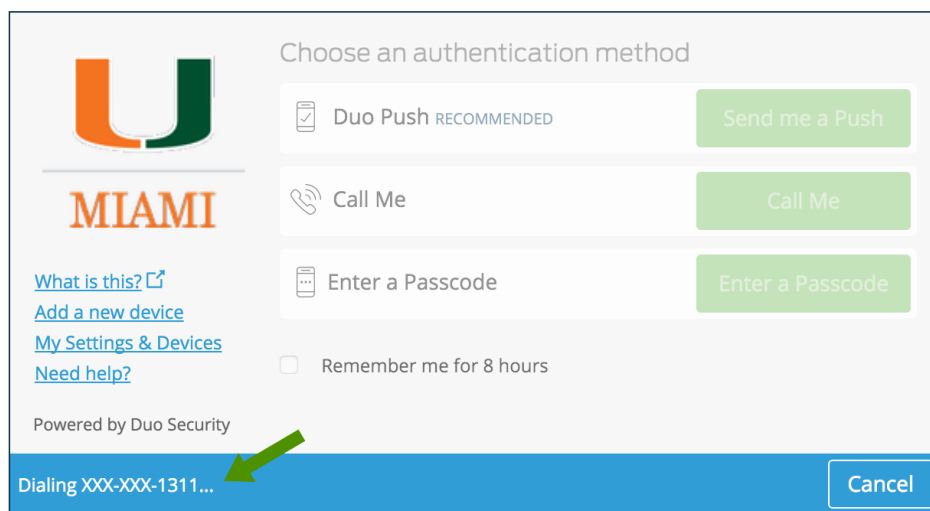 Choose an authentication method
Duo Push RECOMMENDED
Send me a Push
Call Me
Call Me
Enter a Passcode
Enter a Passcode
Remember me for 8 hours
U
MIAMI
What is this?
Add a new device
My Settings & Devices
Need help?
Powered by Duo Security
Dialing XXX-XXX-1311...
Cancel